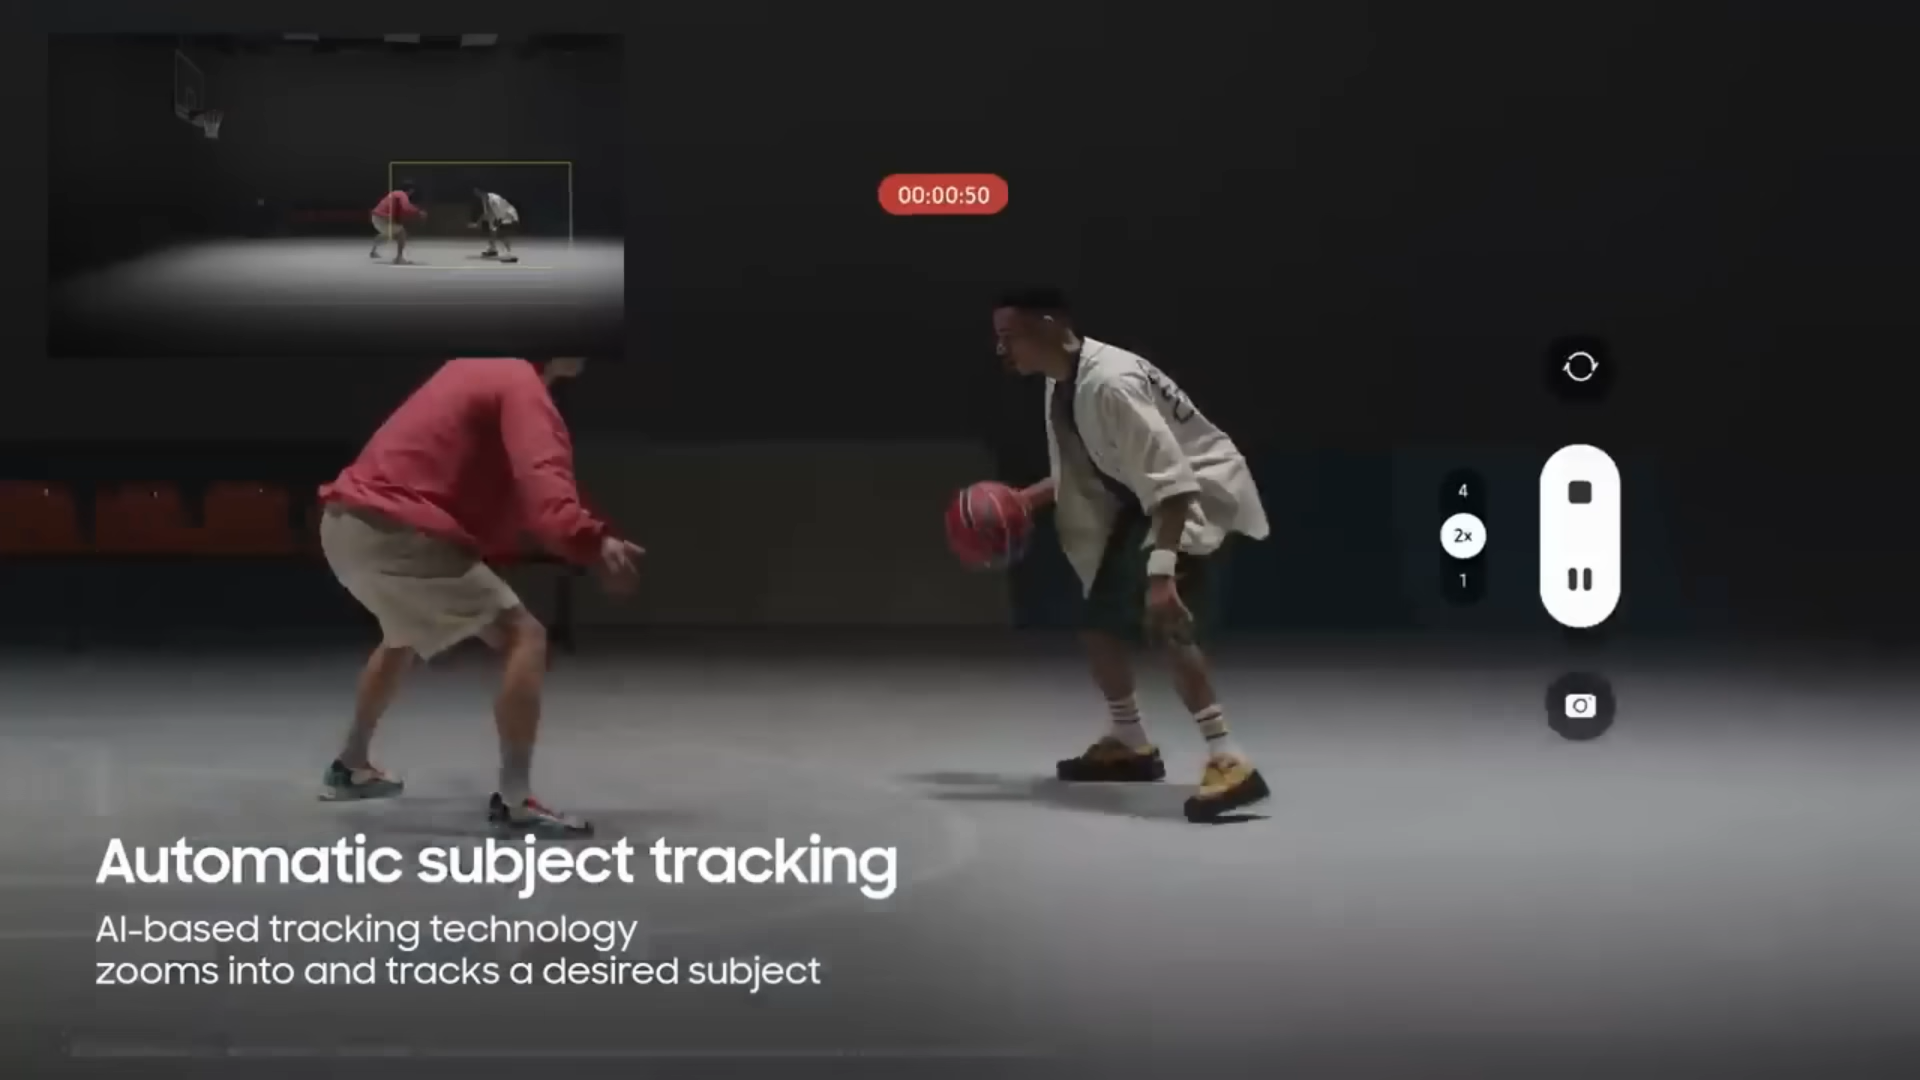 00:00:50
4
2x
1
Automatic subject tracking
AI-based tracking technology
zooms into and tracks a desired subject